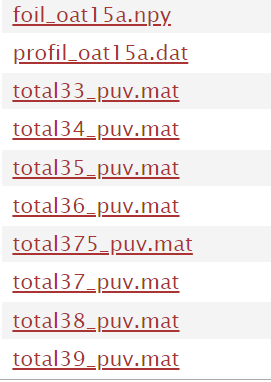 foil_oat15a.npy
profil_oat15a.dat
total33_puv.mat
total34_puv.mat
total35_puv.mat
total36_puv.mat
total375_puv.mat
total37_puv.mat
total38_puv.mat
total39_puv.mat